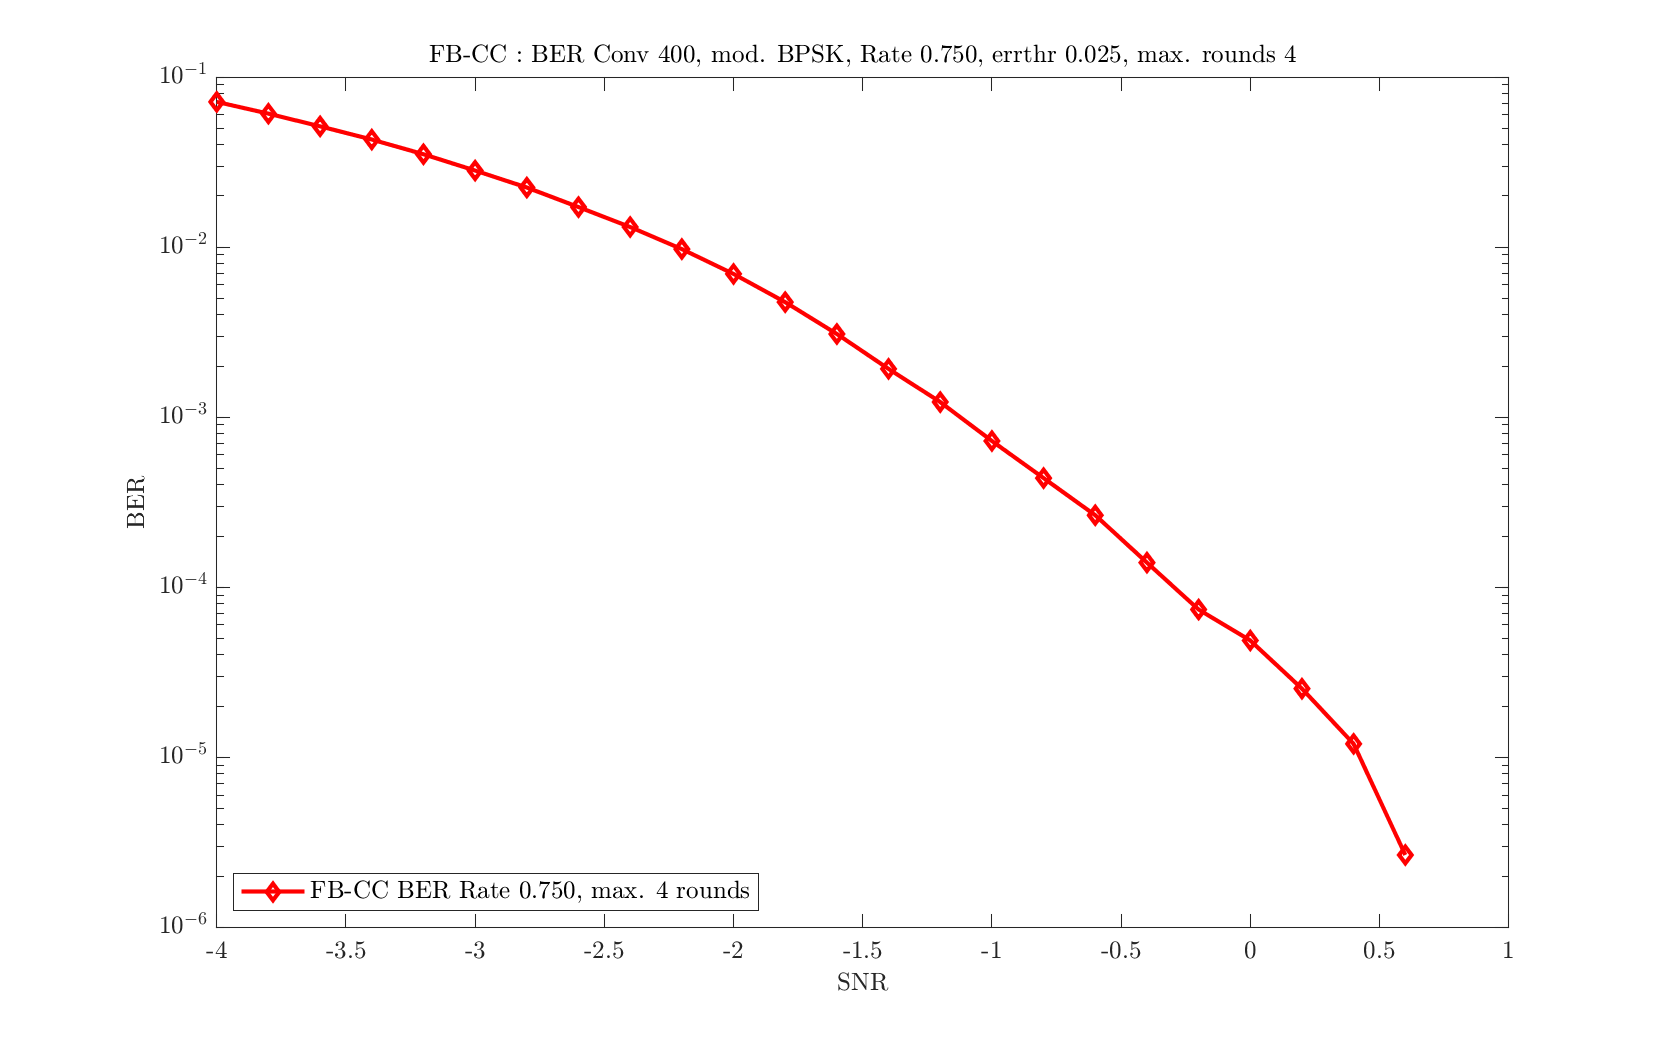 FB-CC : BER Conv 400, mod. BPSK, Rate 0.750, errthr 0.025, max. rounds 4
10⁻¹
10⁻²
10⁻³
10⁻⁴
10⁻⁵
10⁻⁶
BER
FB-CC BER Rate 0.750, max. 4 rounds
-4 -3.5 -3 -2.5 -2 -1.5 -1 -0.5 0 0.5 1
SNR